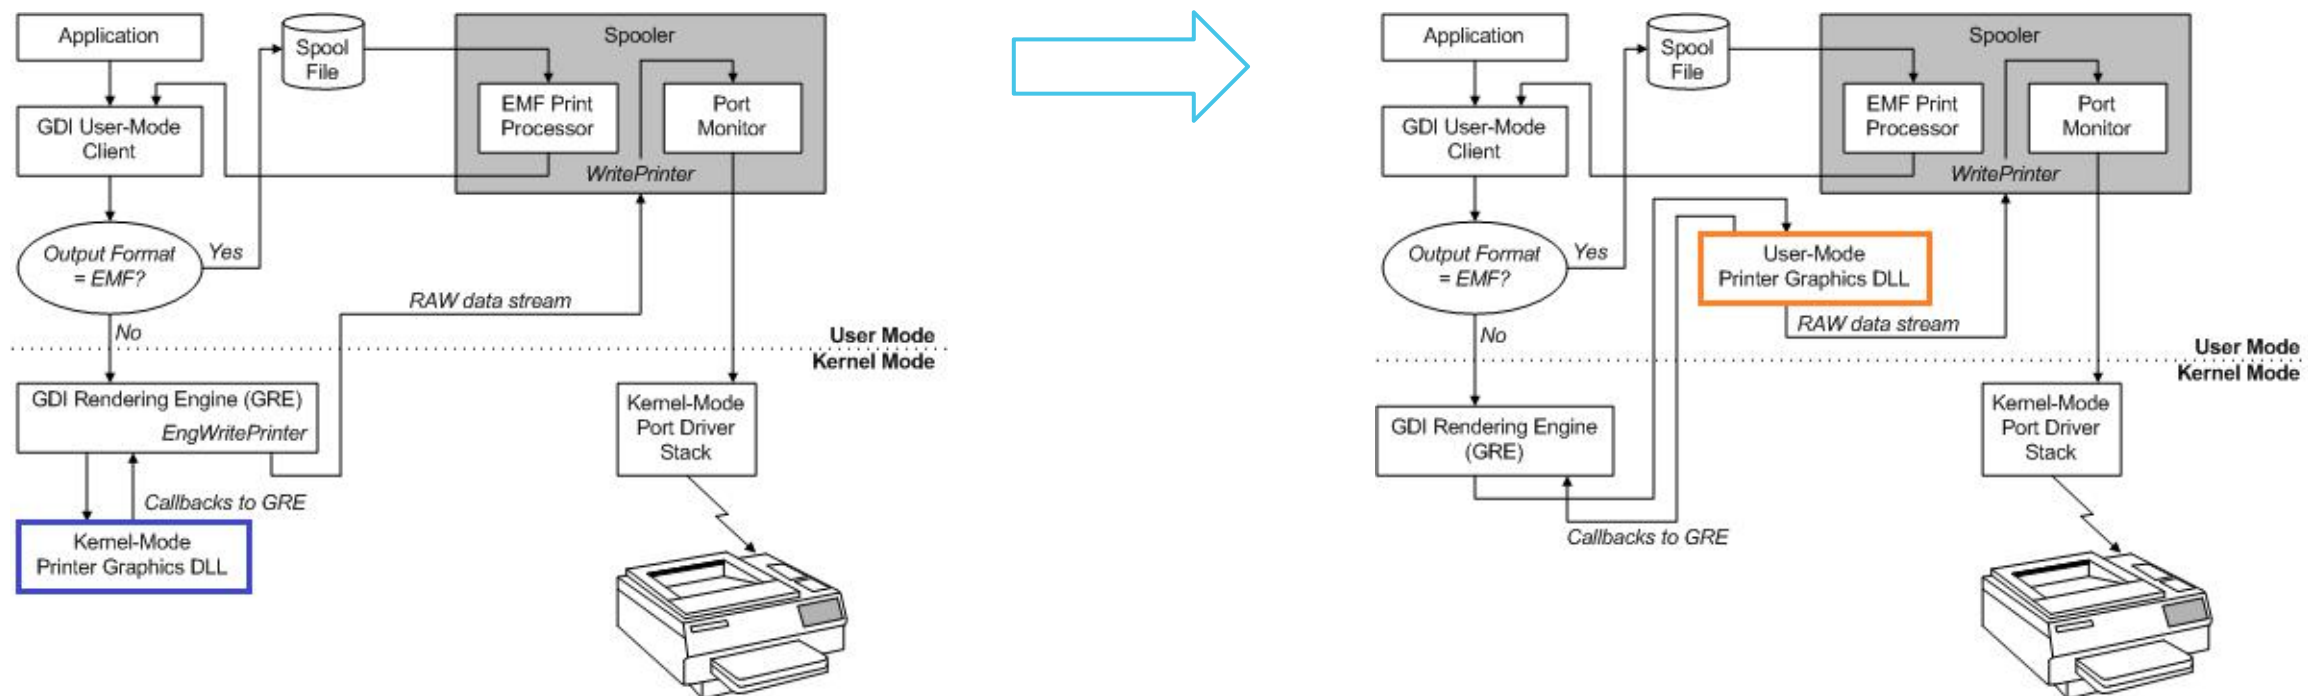 Application
Spool
File
Spooler
EMF Print
Processor
Port
Monitor
WritePrinter
GDI User-Mode
Client
Output Format
= EMF?
Yes
No
RAW data stream
User Mode
Kernel Mode
GDI Rendering Engine (GRE)
EngWritePrinter
Callbacks to GRE
Kernel-Mode
Printer Graphics DLL
Kernel-Mode
Port Driver
Stack
Application
Spool
File
Spooler
EMF Print
Processor
Port
Monitor
WritePrinter
GDI User-Mode
Client
Output Format
= EMF?
Yes
No
User-Mode
Printer Graphics DLL
RAW data stream
User Mode
Kernel Mode
GDI Rendering Engine
(GRE)
Callbacks to GRE
Kernel-Mode
Port Driver
Stack